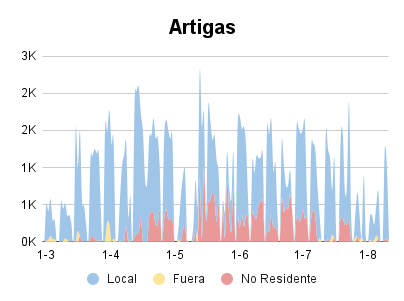 Artigas
3K
2K
2K
1K
1K
0K
1-3 1-4 1-5 1-6 1-7 1-8
Local Fuera No Residente